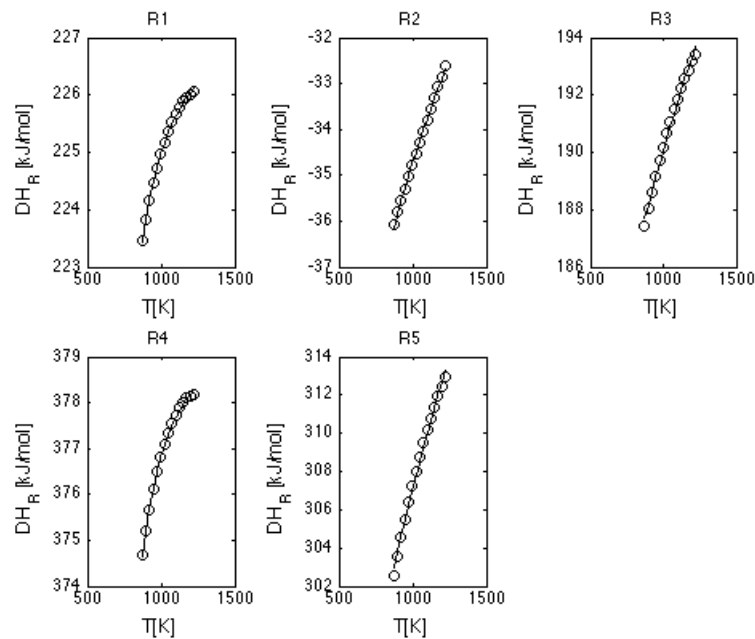 R1
227
226
225
224
223
DH_R [kJ/mol]
500 1000 1500
T[K]
R2
-32
-33
-34
-35
-36
-37
DH_R [kJ/mol]
500 1000 1500
T[K]
R3
194
192
190
188
186
DH_R [kJ/mol]
500 1000 1500
T[K]
R4
379
378
377
376
375
374
DH_R [kJ/mol]
500 1000 1500
T[K]
R5
314
312
310
308
306
304
302
DH_R [kJ/mol]
500 1000 1500
T[K]